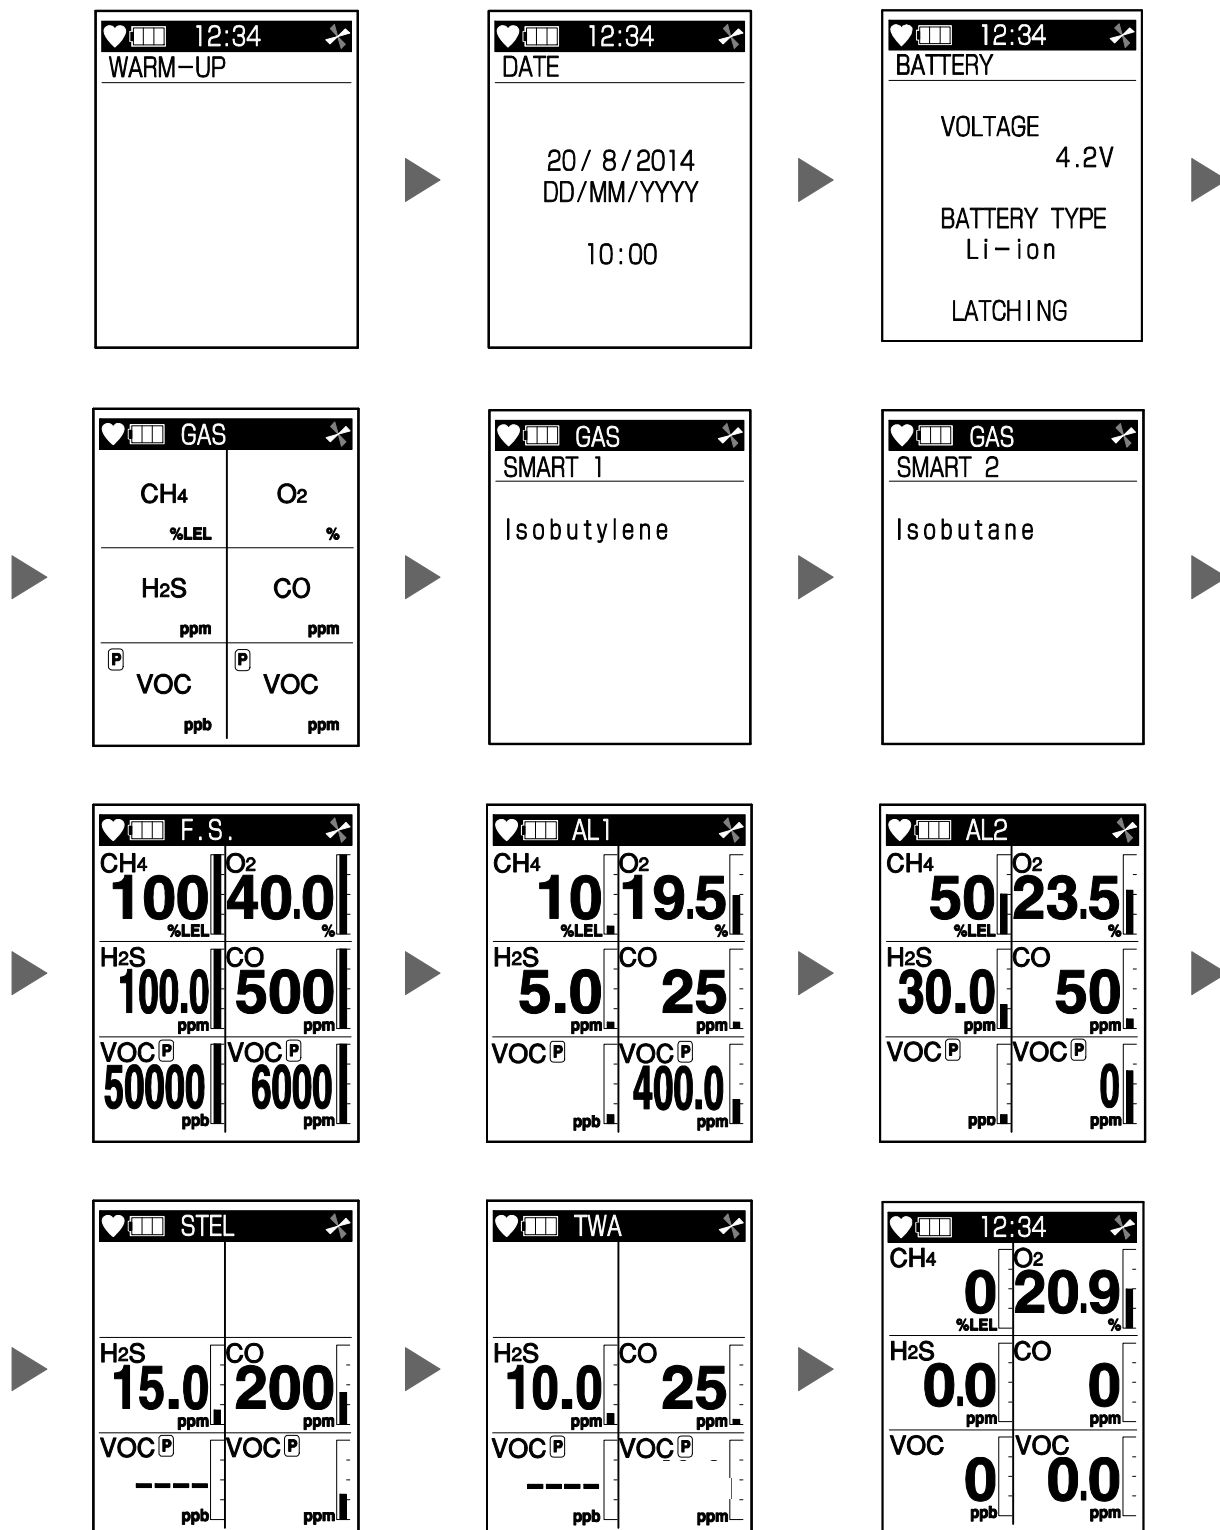 12:34
WARM-UP
12:34
DATE
20/ 8/2014
DD/MM/YYYY
10:00
12:34
BATTERY
VOLTAGE
4.2V
BATTERY TYPE
Li-ion
LATCHING
GAS
CH4 O2
%LEL %
H2S CO
ppm ppm
P P
VOC VOC
ppb ppm
GAS
SMART 1
Isobutylene
GAS
SMART 2
Isobutane
F.S.
CH4 O2
100 40.0
%LEL %
H2S CO
100.0 500
ppm ppm
VOC P VOC P
50000 6000
ppb ppm
AL1
CH4 O2
10 19.5
%LEL %
H2S CO
5.0 25
ppm ppm
VOC P VOC P
400.0
ppb ppm
AL2
CH4 O2
50 23.5
%LEL %
H2S CO
30.0 50
ppm ppm
VOC P VOC P
0
ppb ppm
STEL
H2S CO
15.0 200
ppm ppm
VOC P VOC P
----
ppb ppm
TWA
H2S CO
10.0 25
ppm ppm
VOC P VOC P
----
ppb ppm
12:34
CH4 O2
0 20.9
%LEL %
H2S CO
0.0 0
ppm ppm
VOC VOC
0 0.0
ppb ppm